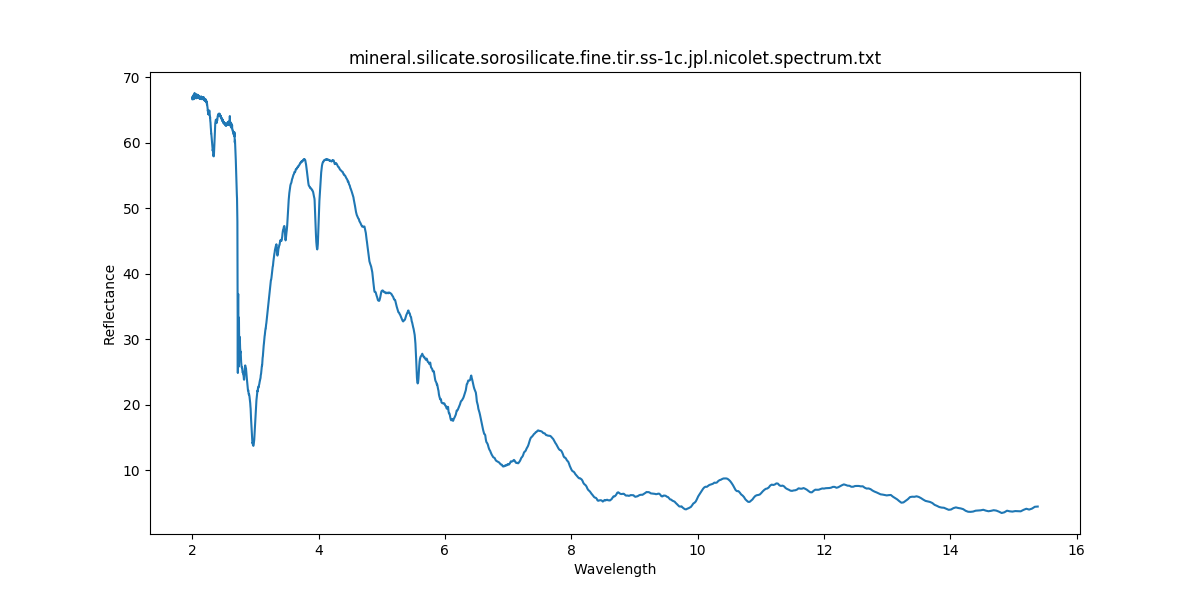 mineral.silicate.sorosilicate.fine.tir.ss-1c.jpl.nicolet.spectrum.txt
70
60
50
40
30
20
10
Reflectance
2 4 6 8 10 12 14 16
Wavelength